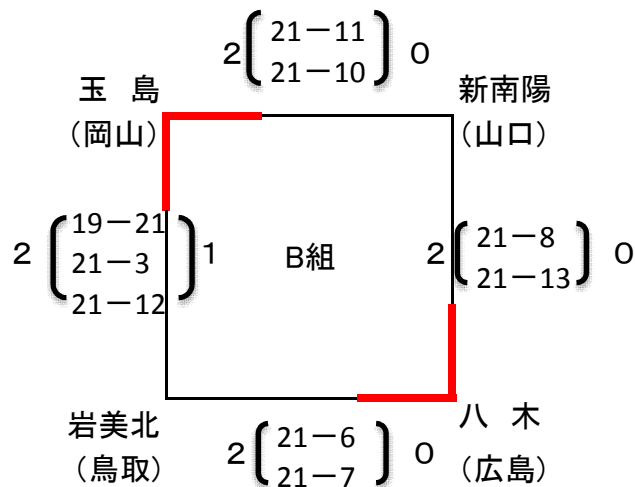 2 21－11 0
21－10
玉 島
（岡山）
新南陽
（山口）
2 19－21 1
21－3
21－12
B組
2 21－8 0
21－13
岩美北
（鳥取）
2 21－6 0
21－7
八 木
（広島）